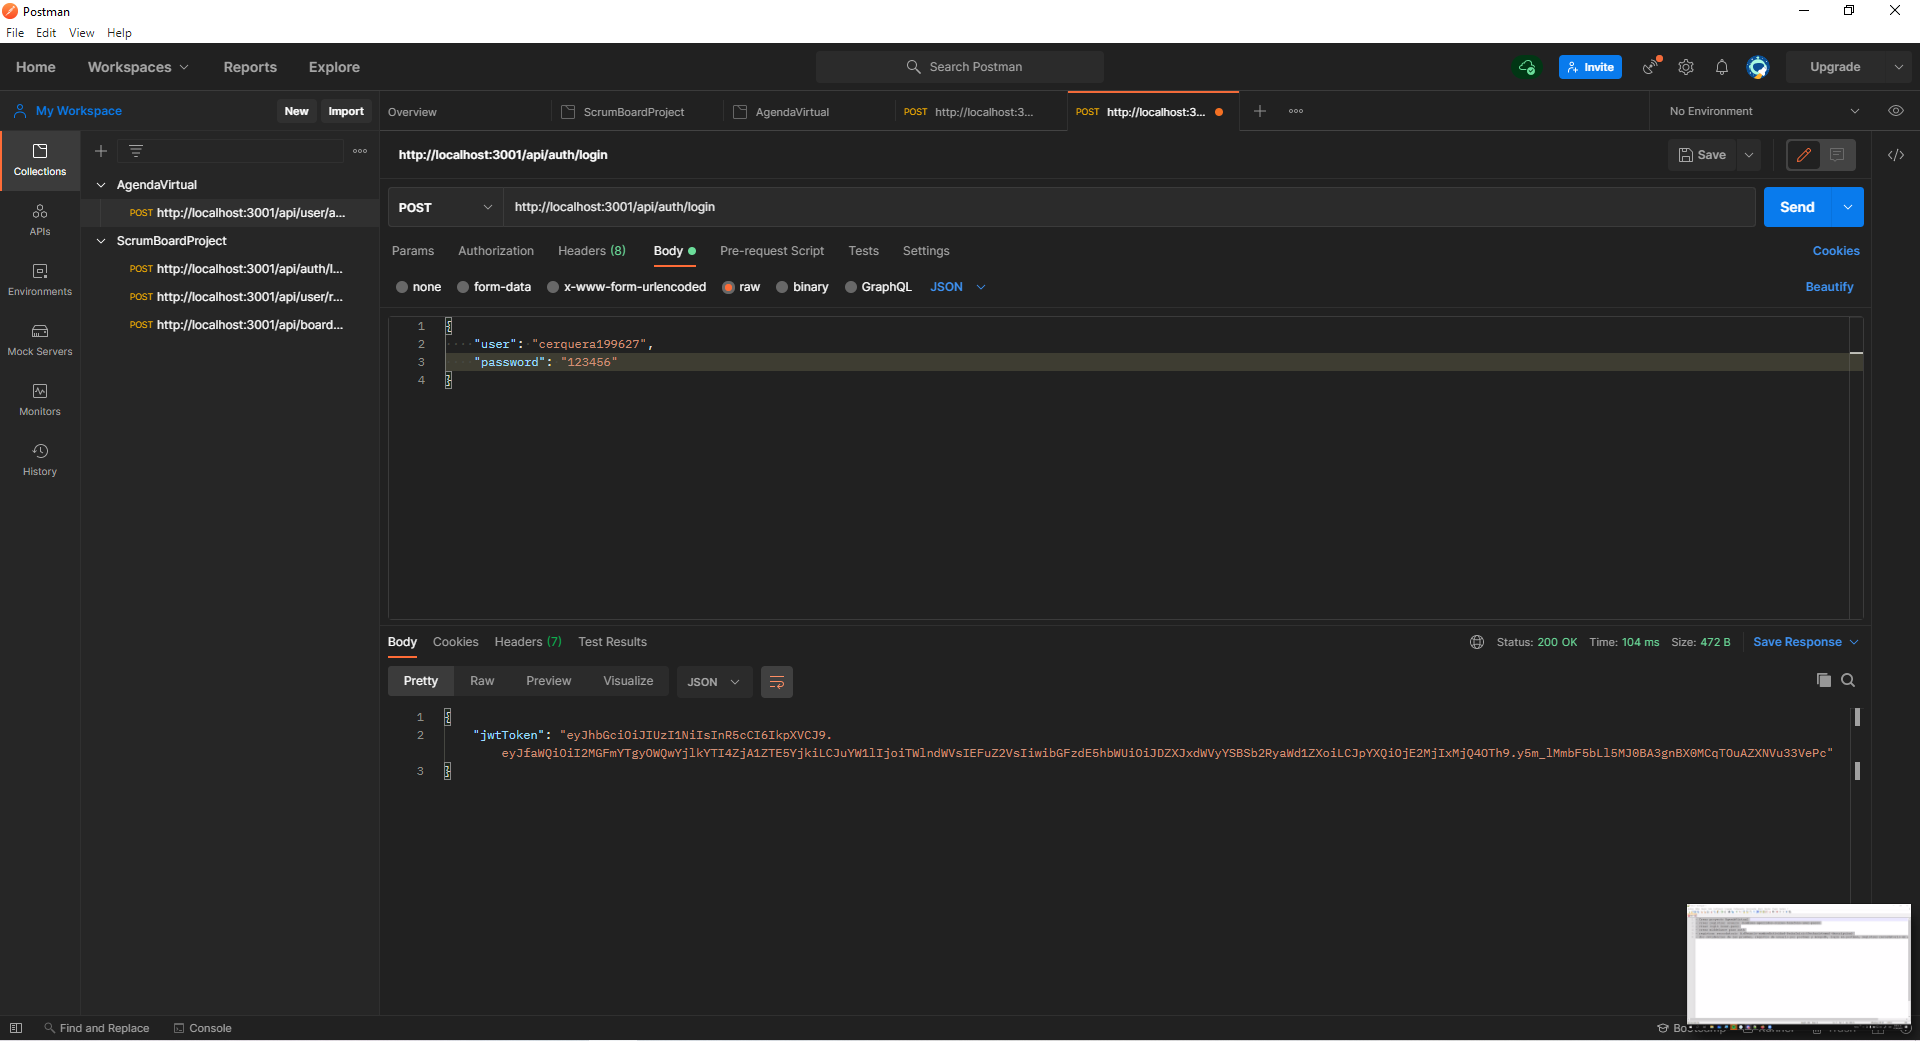 Postman
File Edit View Help
Home Workspaces Reports Explore
Search Postman
Invite
Upgrade
My Workspace
New Import
Overview
ScrumBoardProject
AgendaVirtual
POST http://localhost:3...
POST http://localhost:3...
No Environment
Collections
APIs
Environments
Mock Servers
Monitors
History
AgendaVirtual
POST http://localhost:3001/api/user/a...
ScrumBoardProject
POST http://localhost:3001/api/auth/l...
POST http://localhost:3001/api/user/r...
POST http://localhost:3001/api/board...
http://localhost:3001/api/auth/login
Save
POST http://localhost:3001/api/auth/login
Send
Params Authorization Headers (8) Body Pre-request Script Tests Settings
Cookies
none form-data x-www-form-urlencoded raw binary GraphQL JSON
Beautify
1 {
2 "user": "cerquera199627",
3 "password": "123456"
4 }
Body Cookies Headers (7) Test Results
Status: 200 OK Time: 104 ms Size: 472 B Save Response
Pretty Raw Preview Visualize JSON
1 {
2 "jwtToken": "eyJhbGciOiJIUzI1NiIsInR5cCI6IkpXVCJ9.
eyJfaWQiOiI2MGFmYTgyOWQwYjlkYTI4ZjA1ZTE5YjkiLCJuYW1lIjoiTWlndWVsIEFuZ2VsIiwibGFzdE5hbWUiOiJDZXJxdWVyYSBSb2RyaWd1ZXoiLCJpYXQiOjE2MjIxMjQ4OTh9.y5m_lMmbF5bLl5MJ0BA3gnBX0MCqTOuAZXNVu33VePc"
3 }
Find and Replace Console